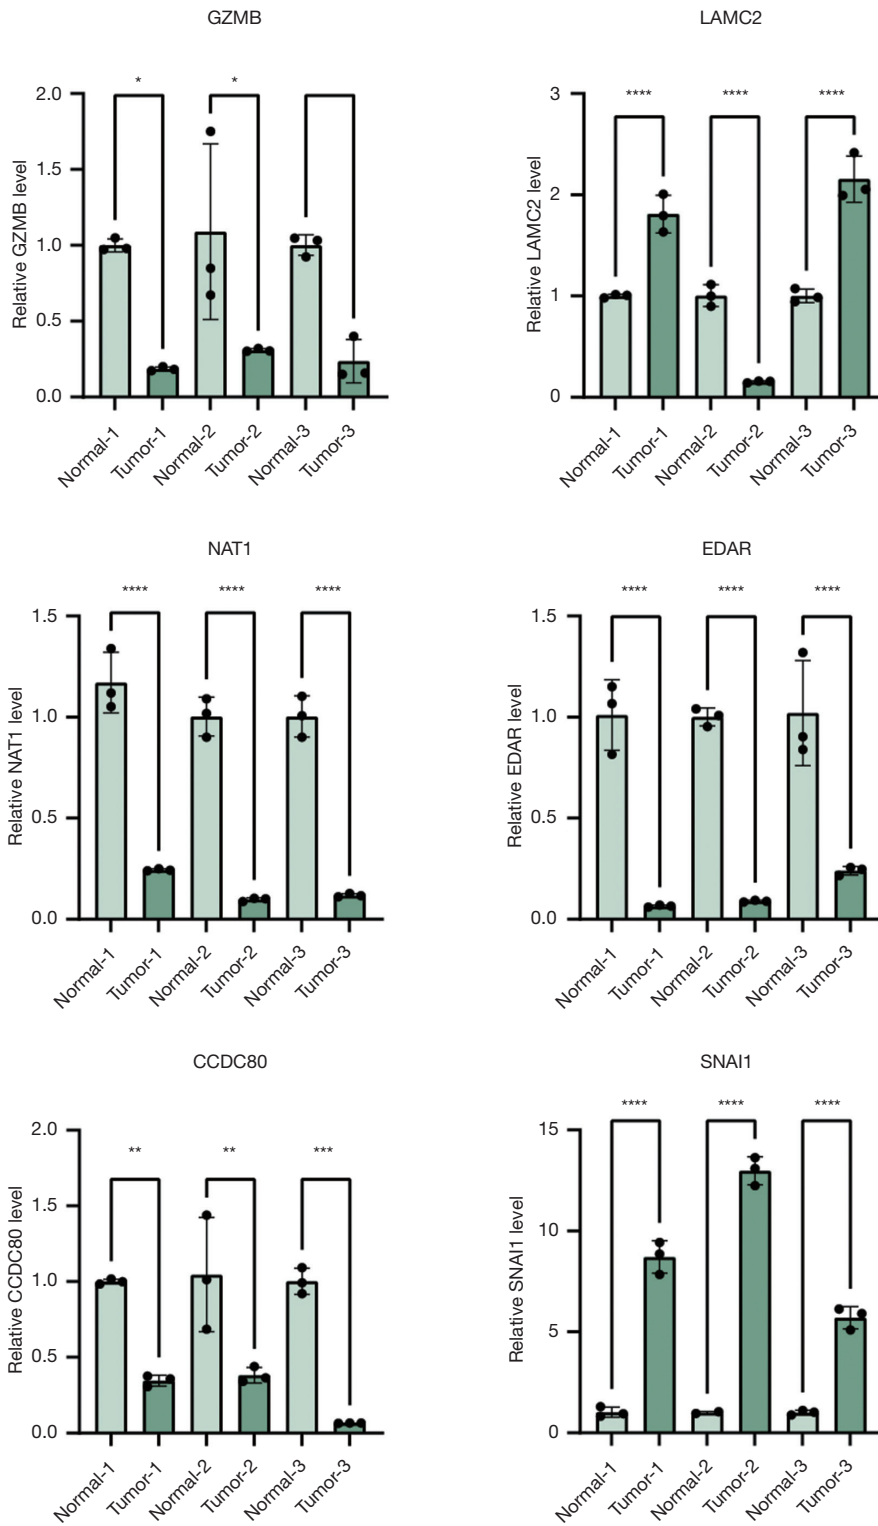 GZMB
* *
Relative GZMB level
2.0
1.5
1.0
0.5
0.0
Normal-1 Tumor-1 Normal-2 Tumor-2 Normal-3 Tumor-3
LAMC2
**** **** ****
Relative LAMC2 level
3
2
1
0
Normal-1 Tumor-1 Normal-2 Tumor-2 Normal-3 Tumor-3
NAT1
**** **** ****
Relative NAT1 level
1.5
1.0
0.5
0.0
Normal-1 Tumor-1 Normal-2 Tumor-2 Normal-3 Tumor-3
EDAR
**** **** ****
Relative EDAR level
1.5
1.0
0.5
0.0
Normal-1 Tumor-1 Normal-2 Tumor-2 Normal-3 Tumor-3
CCDC80
** ** ***
Relative CCDC80 level
2.0
1.5
1.0
0.5
0.0
Normal-1 Tumor-1 Normal-2 Tumor-2 Normal-3 Tumor-3
SNAI1
**** **** ****
Relative SNAI1 level
15
10
5
0
Normal-1 Tumor-1 Normal-2 Tumor-2 Normal-3 Tumor-3